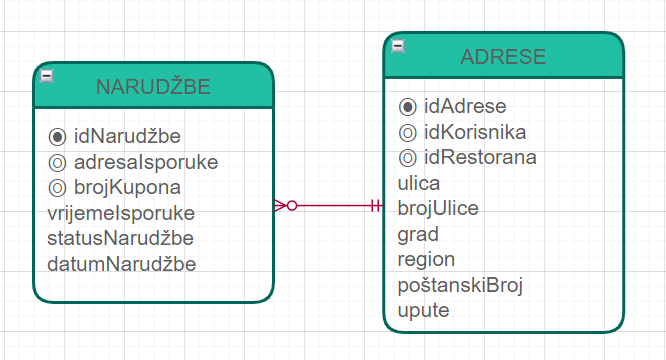 NARUDŽBE
idNarudžbe
adresaIsporuke
brojKupona
vrijemeIsporuke
statusNarudžbe
datumNarudžbe
ADRESE
idAdrese
idKorisnika
idRestorana
ulica
brojUlice
grad
region
poštanskiBroj
upute